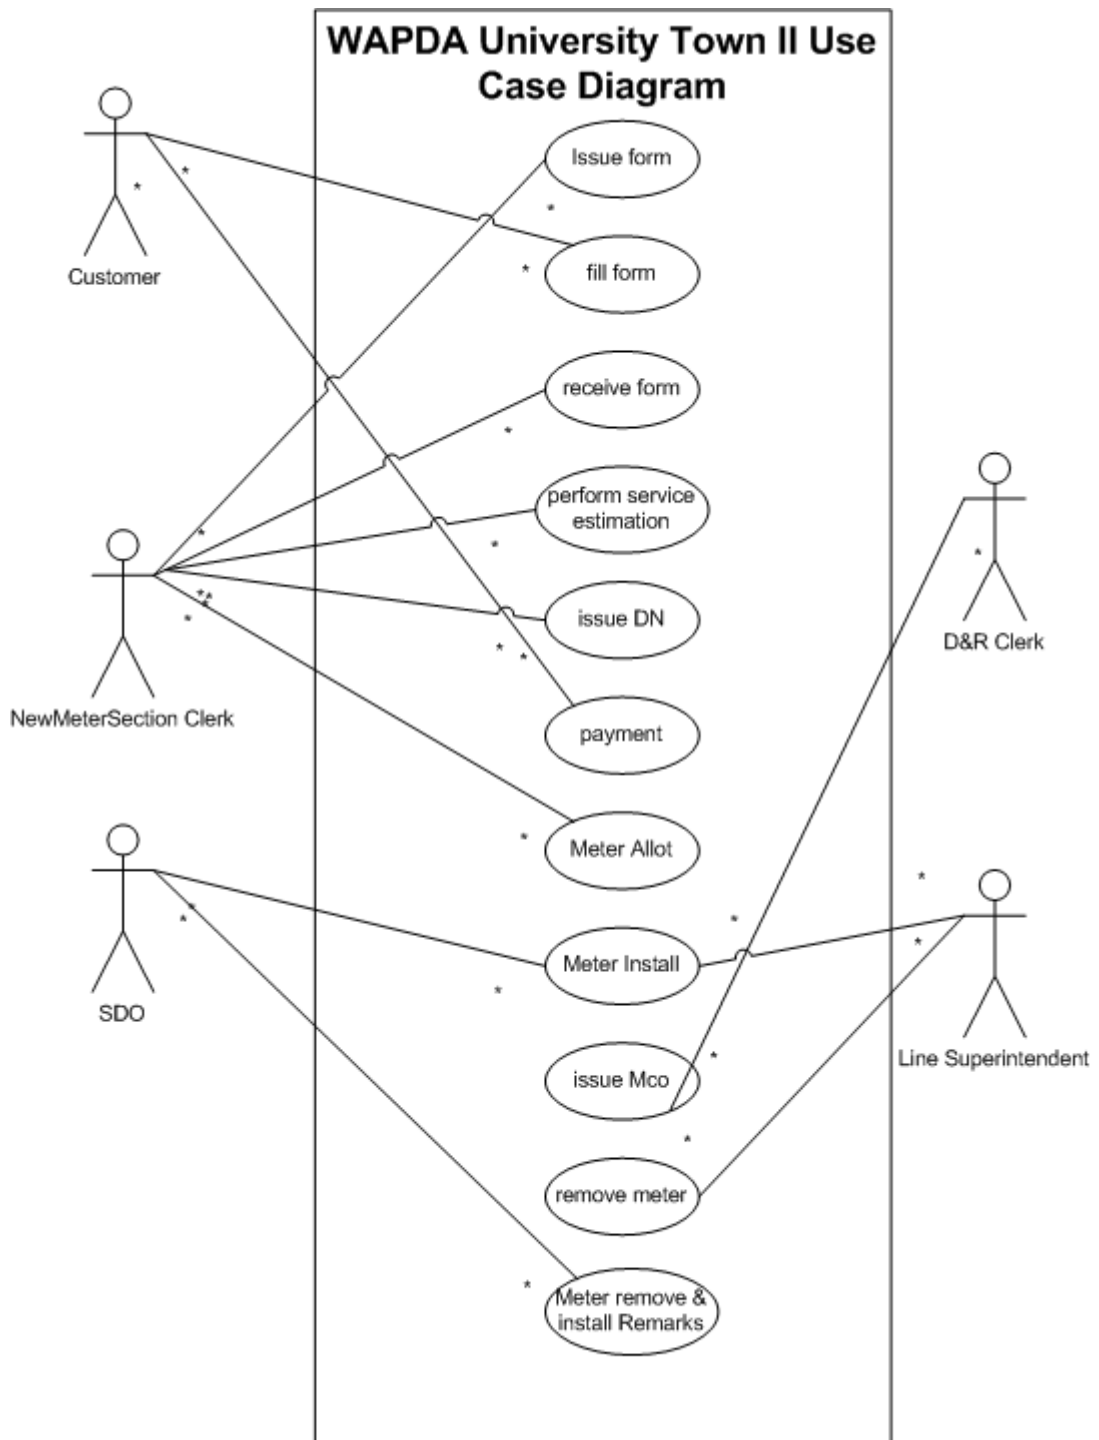 WAPDA University Town II Use
Case Diagram
Issue form
*
*
*
*
fill form
*
Customer
receive form
*
perform service
estimation
*
*
*
D&R Clerk
*
**
*
*
issue DN
*
*
NewMeterSection Clerk
payment
Meter Allot
*
*
*
*
*
*
Meter Install
*
SDO
Line Superintendent
*
issue Mco
*
remove meter
*
Meter remove &
install Remarks